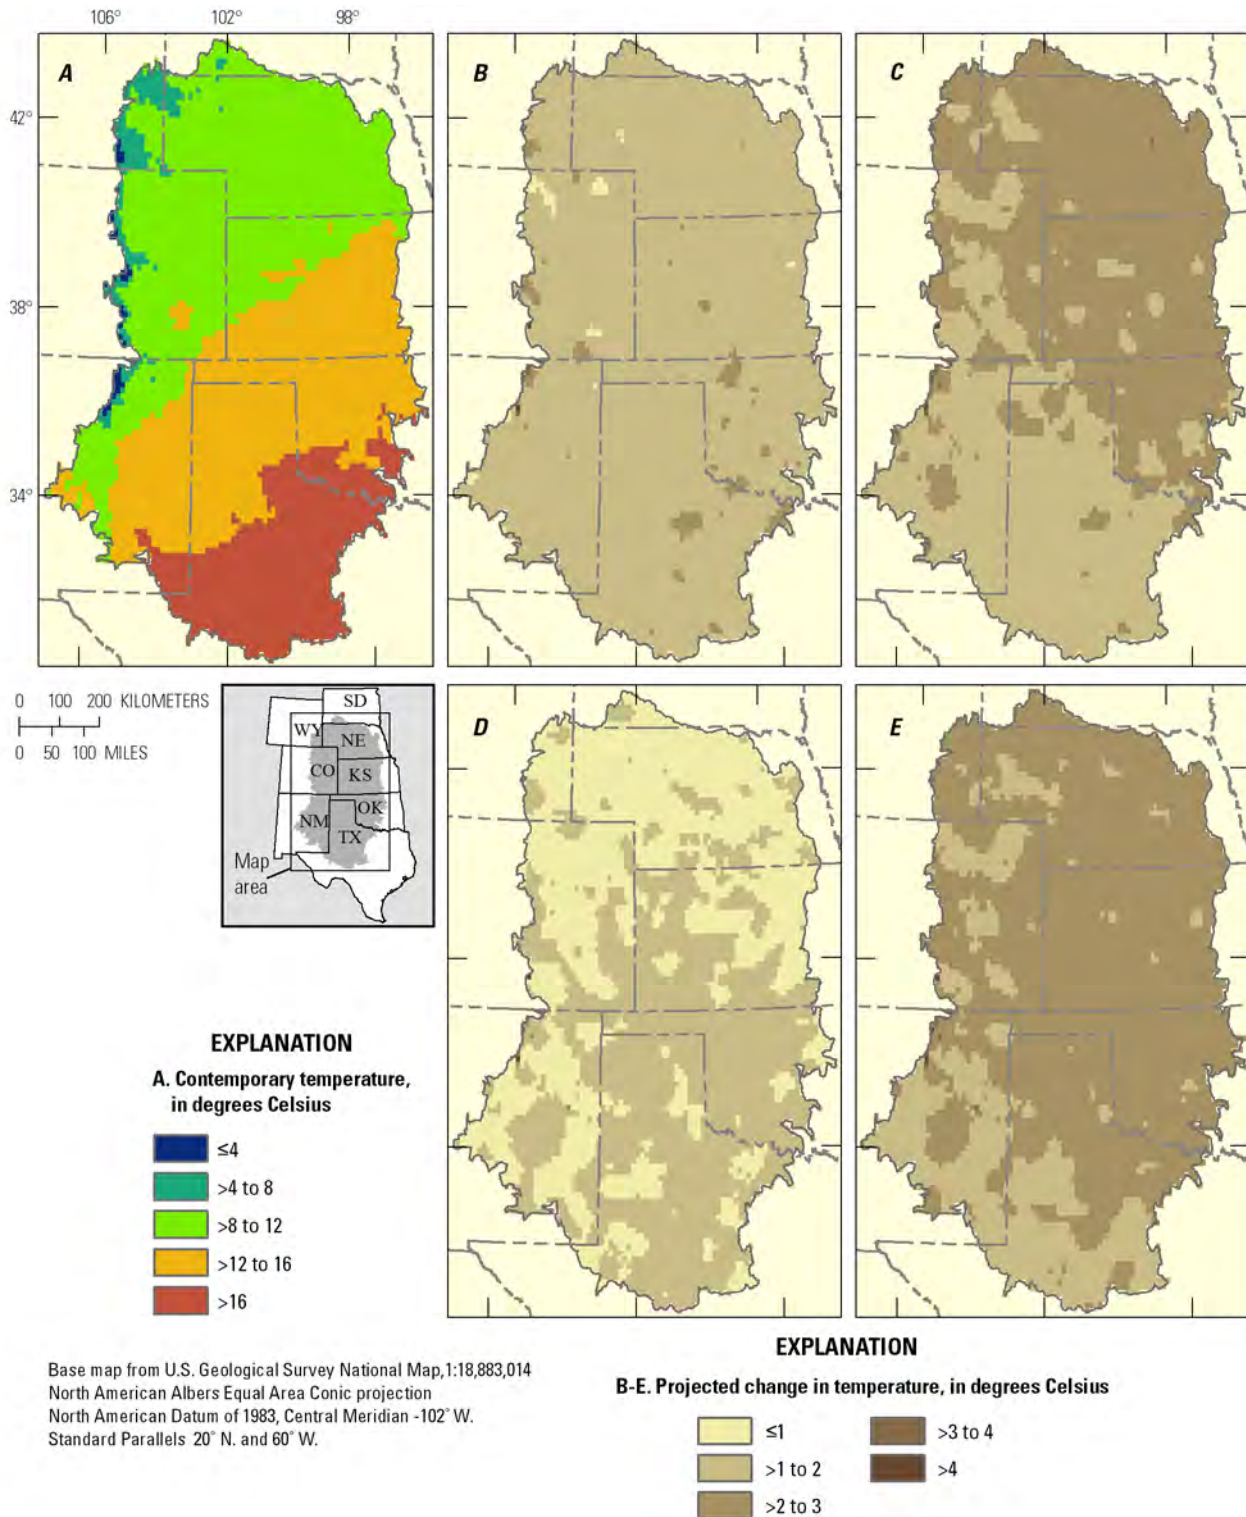 106° 102° 98°
A B C
42°
38°
34°
0 100 200 KILOMETERS
0 50 100 MILES
SD
WY NE
CO KS
OK
NM
TX
Map
area
D E
EXPLANATION
A. Contemporary temperature,
in degrees Celsius
≤4
>4 to 8
>8 to 12
>12 to 16
>16
Base map from U.S. Geological Survey National Map,1:18,883,014
North American Albers Equal Area Conic projection
North American Datum of 1983, Central Meridian -102° W.
Standard Parallels 20° N. and 60° W.
EXPLANATION
B-E. Projected change in temperature, in degrees Celsius
≤1
>1 to 2
>2 to 3
>3 to 4
>4